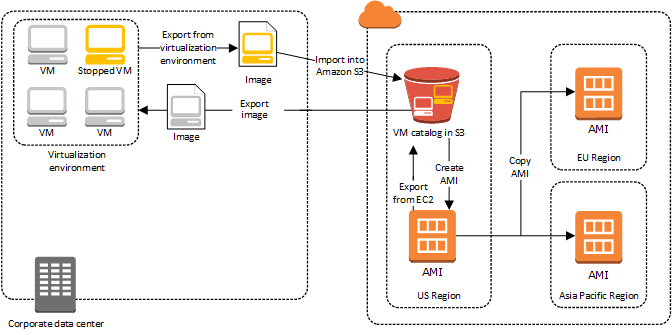 Export from
virtualization
environment
VM
Stopped VM
Image
Import into
Amazon S3
VM
VM
Image
Export
image
Virtualization
environment
Corporate data center
VM catalog in S3
Create
AMI
Export
from EC2
AMI
US Region
Copy
AMI
AMI
EU Region
AMI
Asia Pacific Region